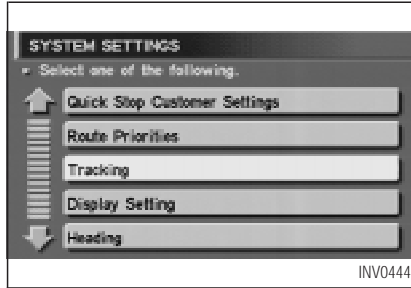 SYSTEM SETTINGS
Select one of the following.
Quick Stop Customer Settings
Route Priorities
Tracking
Display Setting
Heading
INV0444